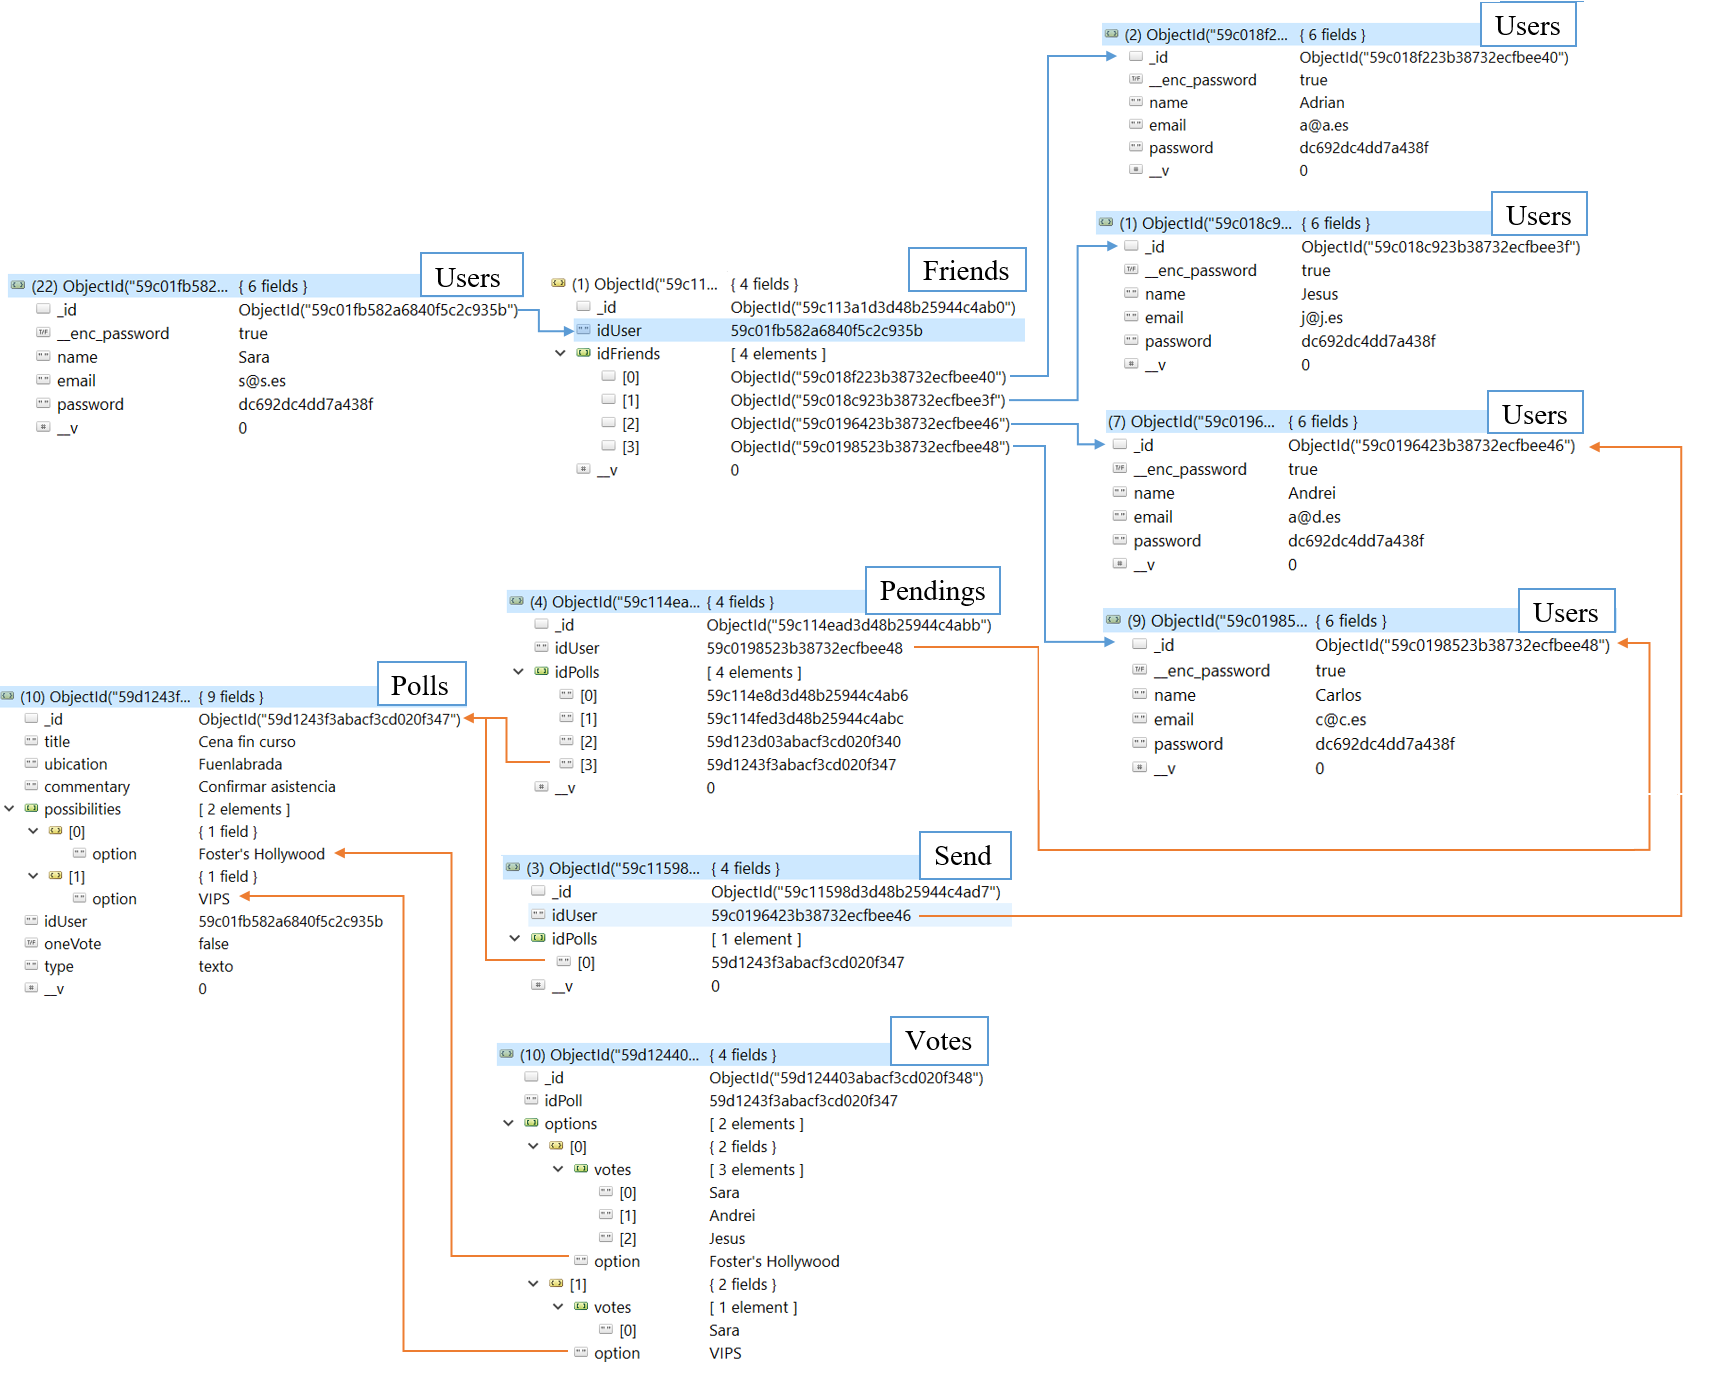 Users
(2) ObjectId("59c018f2... { 6 fields }
_id ObjectId("59c018f223b38732ecfbee40")
__enc_password true
name Adrian
email a@a.es
password dc692dc4dd7a438f
__v 0
Users
(1) ObjectId("59c018c9... { 6 fields }
_id ObjectId("59c018c923b38732ecfbee3f")
__enc_password true
name Jesus
email j@j.es
password dc692dc4dd7a438f
__v 0
Users
(22) ObjectId("59c01fb582... { 6 fields }
_id ObjectId("59c01fb582a6840f5c2c935b")
__enc_password true
name Sara
email s@s.es
password dc692dc4dd7a438f
__v 0
Friends
(1) ObjectId("59c11... { 4 fields }
_id ObjectId("59c113a1d3d48b25944c4ab0")
idUser 59c01fb582a6840f5c2c935b
idFriends [ 4 elements ]
[0] ObjectId("59c018f223b38732ecfbee40")
[1] ObjectId("59c018c923b38732ecfbee3f")
[2] ObjectId("59c0196423b38732ecfbee46")
[3] ObjectId("59c0198523b38732ecfbee48")
__v 0
Users
(7) ObjectId("59c0196... { 6 fields }
_id ObjectId("59c0196423b38732ecfbee46")
__enc_password true
name Andrei
email a@d.es
password dc692dc4dd7a438f
__v 0
Users
(9) ObjectId("59c01985... { 6 fields }
_id ObjectId("59c0198523b38732ecfbee48")
__enc_password true
name Carlos
email c@c.es
password dc692dc4dd7a438f
__v 0
Pendings
(4) ObjectId("59c114ea... { 4 fields }
_id ObjectId("59c114ead3d48b25944c4abb")
idUser 59c0198523b38732ecfbee48
idPolls [ 4 elements ]
[0] 59c114e8d3d48b25944c4ab6
[1] 59c114fed3d48b25944c4abc
[2] 59d123d03abacf3cd020f340
[3] 59d1243f3abacf3cd020f347
__v 0
Polls
(10) ObjectId("59d1243f... { 9 fields }
_id ObjectId("59d1243f3abacf3cd020f347")
title Cena fin curso
ubication Fuenlabrada
commentary Confirmar asistencia
possibilities [ 2 elements ]
[0] { 1 field }
option Foster's Hollywood
[1] { 1 field }
option VIPS
idUser 59c01fb582a6840f5c2c935b
oneVote false
type texto
__v 0
Send
(3) ObjectId("59c11598... { 4 fields }
_id ObjectId("59c11598d3d48b25944c4ad7")
idUser 59c0196423b38732ecfbee46
idPolls [ 1 element ]
[0] 59d1243f3abacf3cd020f347
__v 0
Votes
(10) ObjectId("59d12440... { 4 fields }
_id ObjectId("59d124403abacf3cd020f348")
idPoll 59d1243f3abacf3cd020f347
options [ 2 elements ]
[0] { 2 fields }
votes [ 3 elements ]
[0] Sara
[1] Andrei
[2] Jesus
option Foster's Hollywood
[1] { 2 fields }
votes [ 1 element ]
[0] Sara
option VIPS